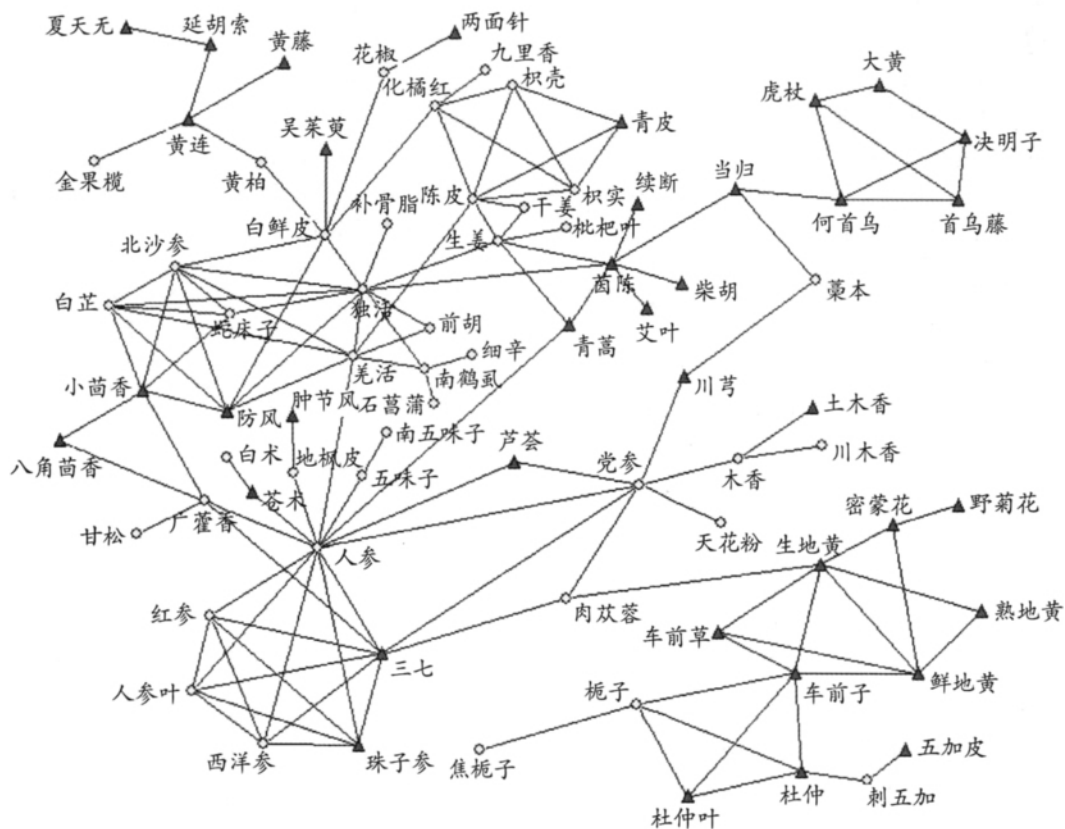 夏天无
延胡索
黄藤
两面针
花椒
九里香
化橘红
枳壳
大黄
虎杖
吴茱萸
青皮
黄连
决明子
金果榄
黄柏
当归
续断
补骨脂
陈皮
枳实
干姜
白鲜皮
何首乌
首乌藤
北沙参
生姜
枇杷叶
茵陈
柴胡
藁本
白芷
独活
蛇床子
前胡
艾叶
青蒿
细辛
羌活
南鹤虱
小茴香
川芎
防风
肿节风
石菖蒲
土木香
八角茴香
白术
地枫皮
南五味子
芦荟
党参
川木香
苍术
五味子
木香
广藿香
密蒙花
野菊花
甘松
天花粉
生地黄
人参
红参
肉苁蓉
熟地黄
车前草
三七
人参叶
栀子
车前子
鲜地黄
西洋参
珠子参
焦栀子
五加皮
杜仲
刺五加
杜仲叶